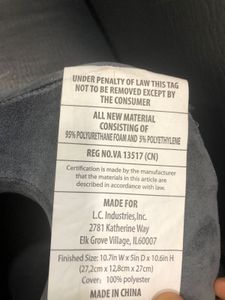 UNDER PENALTY OF LAW THIS TAG
NOT TO BE REMOVED EXCEPT BY
THE CONSUMER
ALL NEW MATERIAL
CONSISTING OF
95% POLYURETHANE FOAM AND 5% POLYETHYLENE
REG NO.VA 13517 (CN)
Certification is made by the manufacturer
that the materials in this article are
described in accordance with law.
MADE FOR
L.C. Industries,Inc.
2781 Katherine Way
Elk Grove Village, IL60007
Finished Size: 10.7in W x 5in D x 10.6in H
(27,2cm x 12,8cm x 27cm)
Cover: 100% polyester
MADE IN CHINA